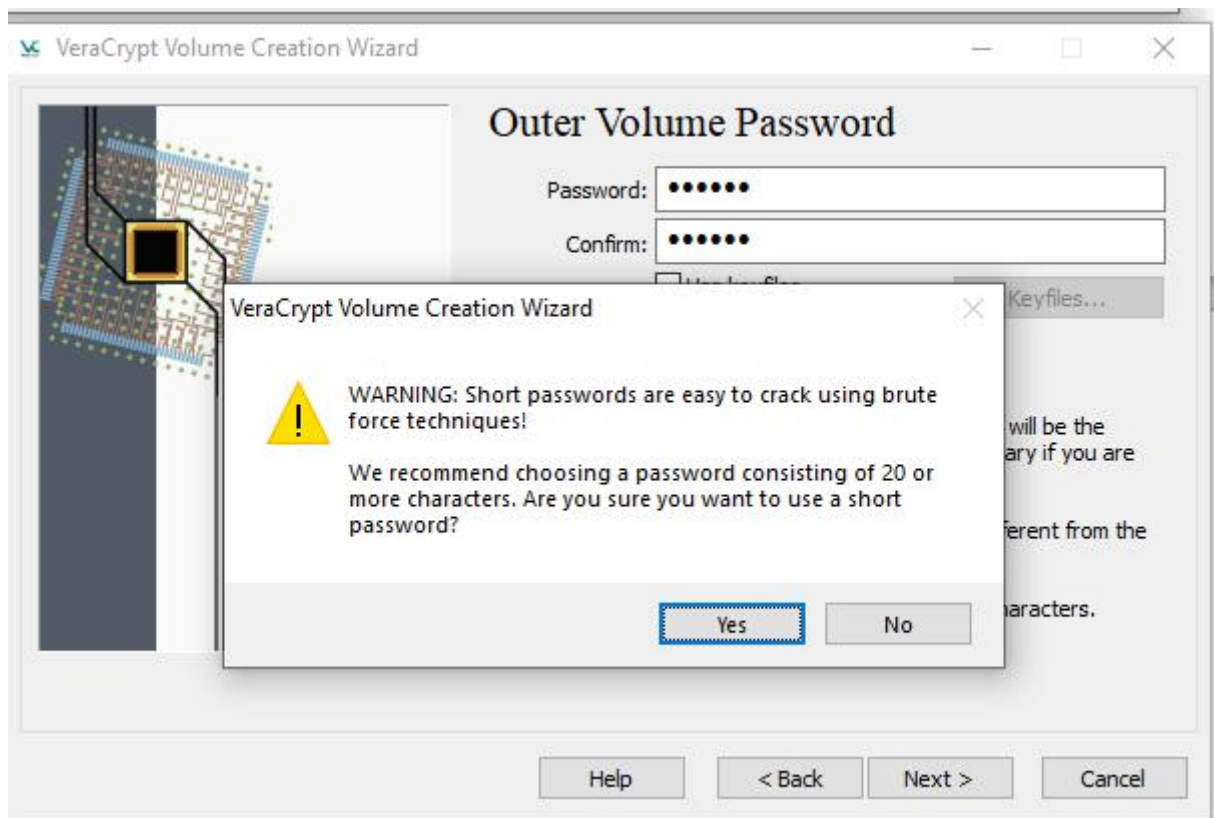 VeraCrypt Volume Creation Wizard
Outer Volume Password
Password:
Confirm:
Keyfiles...
VeraCrypt Volume Creation Wizard
WARNING: Short passwords are easy to crack using brute
force techniques!
will be the
if you are
We recommend choosing a password consisting of 20 or
more characters. Are you sure you want to use a short
password?
from the
Yes
No
Help
< Back
Next >
Cancel